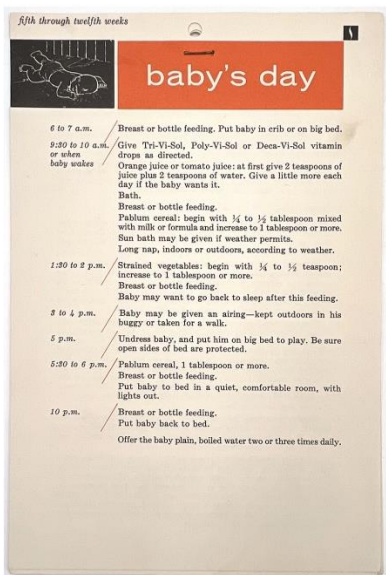 fifth through twelfth weeks
baby's day
6 to 7 a.m. Breast or bottle feeding. Put baby in crib or on big bed.
9:30 to 10 a.m. Give Tri-Vi-Sol, Poly-Vi-Sol or Deca-Vi-Sol vitamin
or when drops as directed.
baby wakes Orange juice or tomato juice: at first give 2 teaspoons of
juice plus 2 teaspoons of water. Give a little more each
day if the baby wants it.
Bath.
Breast or bottle feeding.
Pablum cereal: begin with ¼ to ½ tablespoon mixed
with milk or formula and increase to 1 tablespoon or more.
Sun bath may be given if weather permits.
Long nap, indoors or outdoors, according to weather.
1:30 to 2 p.m. Strained vegetables: begin with ¼ to ½ teaspoon;
increase to 1 tablespoon or more.
Breast or bottle feeding.
Baby may want to go back to sleep after this feeding.
3 to 4 p.m. Baby may be given an airing—kept outdoors in his
buggy or taken for a walk.
5 p.m. Undress baby, and put him on big bed to play. Be sure
open sides of bed are protected.
5:30 to 6 p.m. Pablum cereal, 1 tablespoon or more.
Breast or bottle feeding.
Put baby to bed in a quiet, comfortable room, with
lights out.
10 p.m. Breast or bottle feeding.
Put baby back to bed.
Offer the baby plain, boiled water two or three times daily.